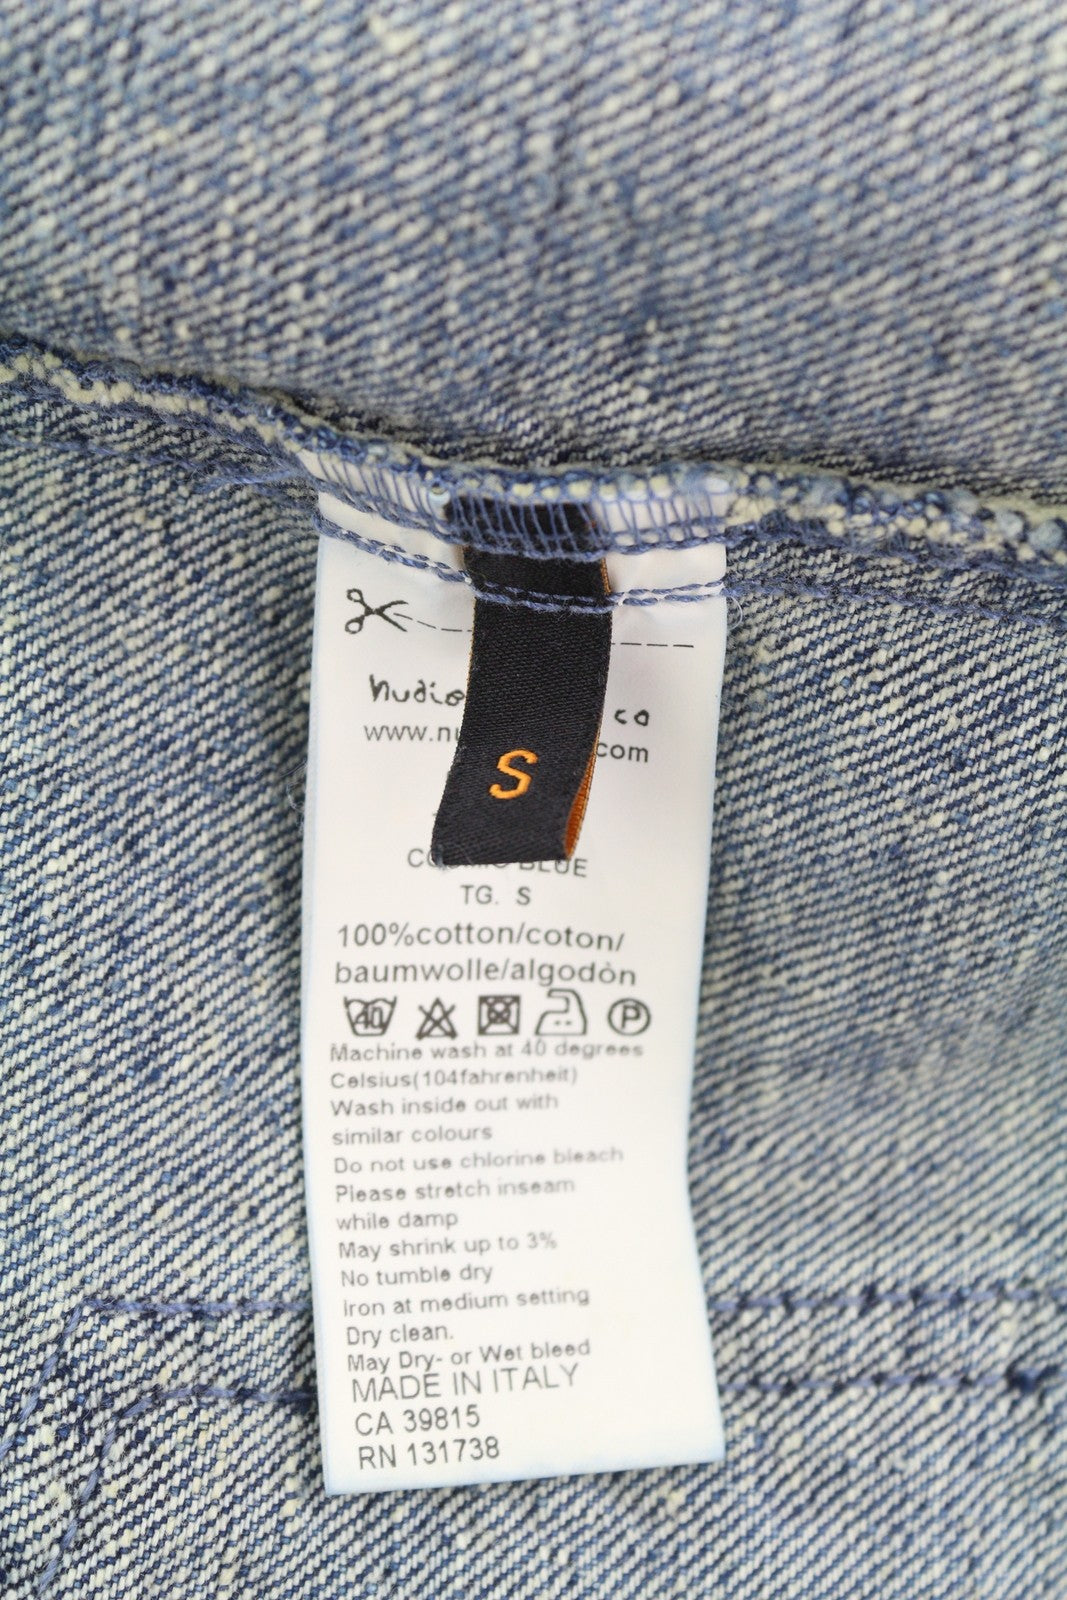 S
nudie co
www.nu com
BLUE
TG. S
100%cotton/coton/
baumwolle/algodòn
40 P
Machine wash at 40 degrees
Celsius(104fahrenheit)
Wash inside out with
similar colours
Do not use chlorine bleach
Please stretch inseam
while damp
May shrink up to 3%
No tumble dry
Iron at medium setting
Dry clean.
May Dry- or Wet bleed
MADE IN ITALY
CA 39815
RN 131738